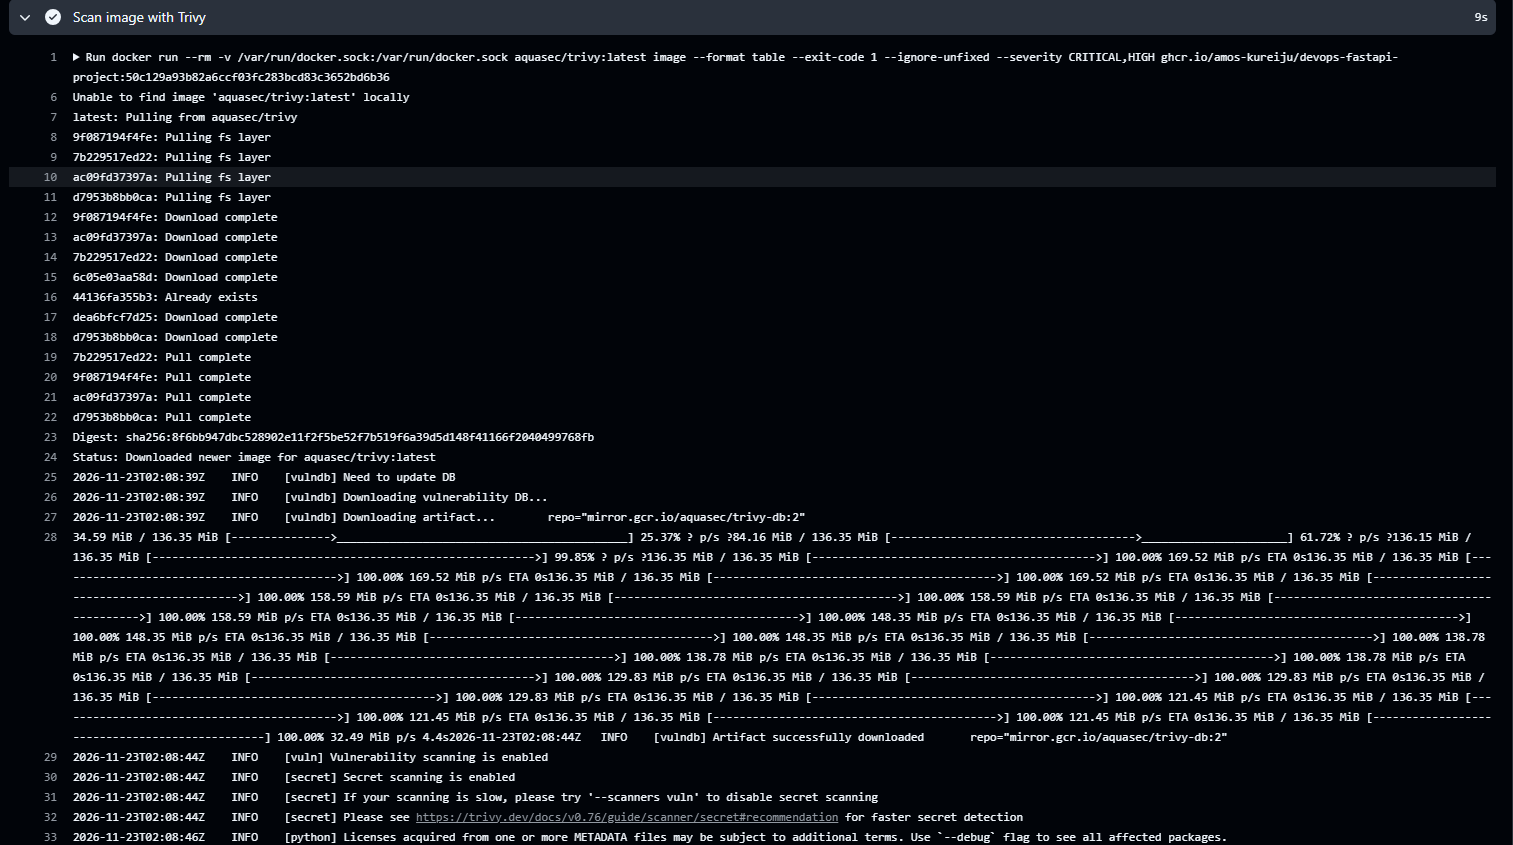 Scan image with Trivy 9s
1 Run docker run --rm -v /var/run/docker.sock:/var/run/docker.sock aquasec/trivy:latest image --format table --exit-code 1 --ignore-unfixed --severity CRITICAL,HIGH ghcr.io/amos-kureiju/devops-fastapi-
project:50c129a93b82a6ccf03fc283bcd83c3652bd6b36
6 Unable to find image 'aquasec/trivy:latest' locally
7 latest: Pulling from aquasec/trivy
8 9f087194f4fe: Pulling fs layer
9 7b229517ed22: Pulling fs layer
10 ac09fd37397a: Pulling fs layer
11 d7953b8bb0ca: Pulling fs layer
12 9f087194f4fe: Download complete
13 ac09fd37397a: Download complete
14 7b229517ed22: Download complete
15 6c05e03aa58d: Download complete
16 44136fa355b3: Already exists
17 dea6bfcf7d25: Download complete
18 d7953b8bb0ca: Download complete
19 7b229517ed22: Pull complete
20 9f087194f4fe: Pull complete
21 ac09fd37397a: Pull complete
22 d7953b8bb0ca: Pull complete
23 Digest: sha256:8f6bb947dbc528902e11f2f5be52f7b519f6a39d5d148f41166f2040499768fb
24 Status: Downloaded newer image for aquasec/trivy:latest
25 2026-11-23T02:08:39Z INFO [vulndb] Need to update DB
26 2026-11-23T02:08:39Z INFO [vulndb] Downloading vulnerability DB...
27 2026-11-23T02:08:39Z INFO [vulndb] Downloading artifact... repo="mirror.gcr.io/aquasec/trivy-db:2"
28 34.59 MiB / 136.35 MiB [--------------->____________________________________________] 25.37% ? p/s ?84.16 MiB / 136.35 MiB [------------------------------------->______________________] 61.72% ? p/s ?136.15 MiB /
136.35 MiB [---------------------------------------------------------->] 99.85% ? p/s ?136.35 MiB / 136.35 MiB [------------------------------------------->] 100.00% 169.52 MiB p/s ETA 0s136.35 MiB / 136.35 MiB [---
---------------------------------------->] 100.00% 169.52 MiB p/s ETA 0s136.35 MiB / 136.35 MiB [------------------------------------------->] 100.00% 169.52 MiB p/s ETA 0s136.35 MiB / 136.35 MiB [------------------
------------------------->] 100.00% 158.59 MiB p/s ETA 0s136.35 MiB / 136.35 MiB [------------------------------------------->] 100.00% 158.59 MiB p/s ETA 0s136.35 MiB / 136.35 MiB [---------------------------------
---------->] 100.00% 158.59 MiB p/s ETA 0s136.35 MiB / 136.35 MiB [------------------------------------------->] 100.00% 148.35 MiB p/s ETA 0s136.35 MiB / 136.35 MiB [------------------------------------------->]
100.00% 148.35 MiB p/s ETA 0s136.35 MiB / 136.35 MiB [------------------------------------------->] 100.00% 148.35 MiB p/s ETA 0s136.35 MiB / 136.35 MiB [------------------------------------------->] 100.00% 138.78
MiB p/s ETA 0s136.35 MiB / 136.35 MiB [------------------------------------------->] 100.00% 138.78 MiB p/s ETA 0s136.35 MiB / 136.35 MiB [------------------------------------------->] 100.00% 138.78 MiB p/s ETA
0s136.35 MiB / 136.35 MiB [------------------------------------------->] 100.00% 129.83 MiB p/s ETA 0s136.35 MiB / 136.35 MiB [------------------------------------------->] 100.00% 129.83 MiB p/s ETA 0s136.35 MiB /
136.35 MiB [------------------------------------------->] 100.00% 129.83 MiB p/s ETA 0s136.35 MiB / 136.35 MiB [------------------------------------------->] 100.00% 121.45 MiB p/s ETA 0s136.35 MiB / 136.35 MiB [---
---------------------------------------->] 100.00% 121.45 MiB p/s ETA 0s136.35 MiB / 136.35 MiB [------------------------------------------->] 100.00% 121.45 MiB p/s ETA 0s136.35 MiB / 136.35 MiB [------------------
-----------------------------] 100.00% 32.49 MiB p/s 4.4s2026-11-23T02:08:44Z INFO [vulndb] Artifact successfully downloaded repo="mirror.gcr.io/aquasec/trivy-db:2"
29 2026-11-23T02:08:44Z INFO [vuln] Vulnerability scanning is enabled
30 2026-11-23T02:08:44Z INFO [secret] Secret scanning is enabled
31 2026-11-23T02:08:44Z INFO [secret] If your scanning is slow, please try '--scanners vuln' to disable secret scanning
32 2026-11-23T02:08:44Z INFO [secret] Please see https://trivy.dev/docs/v0.76/guide/scanner/secret#recommendation for faster secret detection
33 2026-11-23T02:08:46Z INFO [python] Licenses acquired from one or more METADATA files may be subject to additional terms. Use `--debug` flag to see all affected packages.